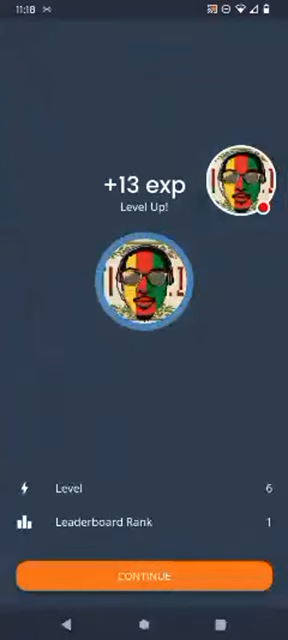 11:18
+13 exp
Level Up!
Level 6
Leaderboard Rank 1
CONTINUE